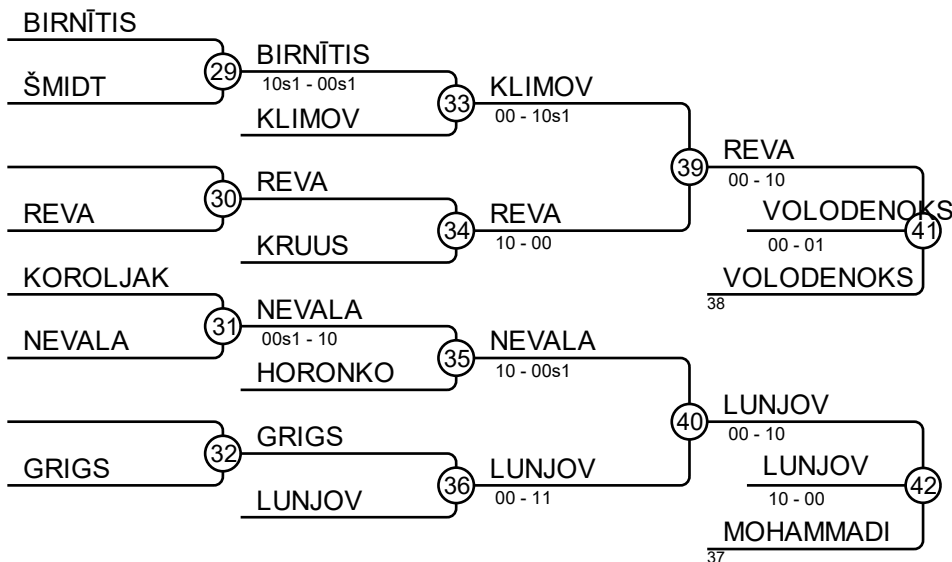 BIRNĪTIS
29
BIRNĪTIS
10s1 - 00s1
ŠMIDT
33
KLIMOV
00 - 10s1
KLIMOV
39
REVA
00 - 10
30
REVA
REVA
34
REVA
10 - 00
KRUUS
VOLODENOKS
41
00 - 01
VOLODENOKS
38
KOROLJAK
31
NEVALA
00s1 - 10
NEVALA
35
NEVALA
10 - 00s1
HORONKO
40
LUNJOV
00 - 10
32
GRIGS
GRIGS
36
LUNJOV
00 - 11
LUNJOV
LUNJOV
42
10 - 00
MOHAMMADI
37